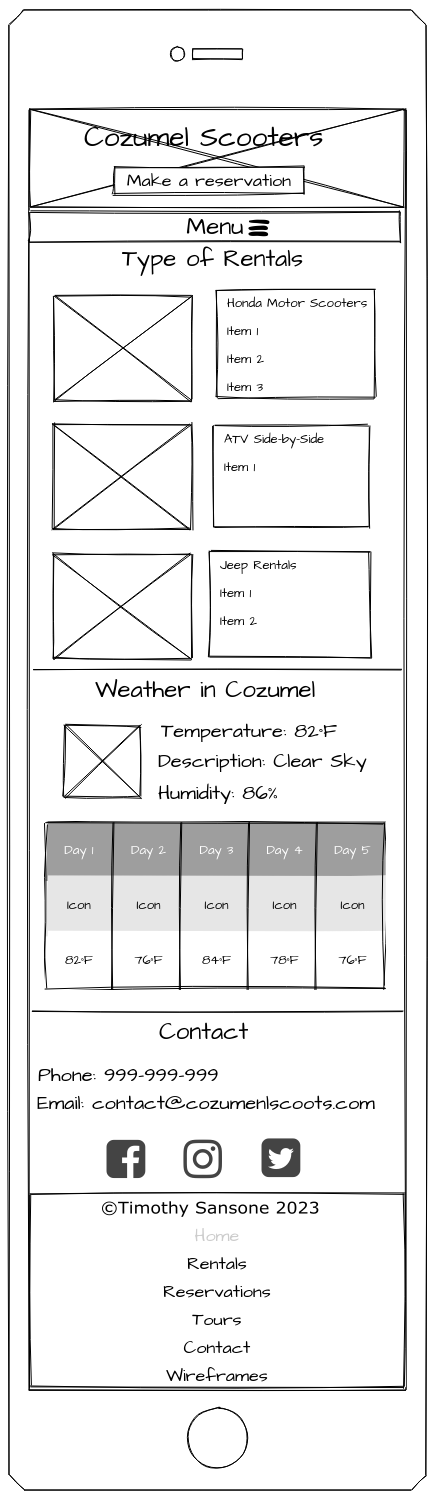 Cozumel Scooters
Make a reservation
Menu
Type of Rentals
Honda Motor Scooters
Item 1
Item 2
Item 3
ATV Side-by-Side
Item 1
Jeep Rentals
Item 1
Item 2
Weather in Cozumel
Temperature: 82°F
Description: Clear Sky
Humidity: 86%
Day 1 Day 2 Day 3 Day 4 Day 5
Icon Icon Icon Icon Icon
82°F 76°F 84°F 78°F 76°F
Contact
Phone: 999-999-999
Email: contact@cozumenlscoots.com
©Timothy Sansone 2023
Home
Rentals
Reservations
Tours
Contact
Wireframes